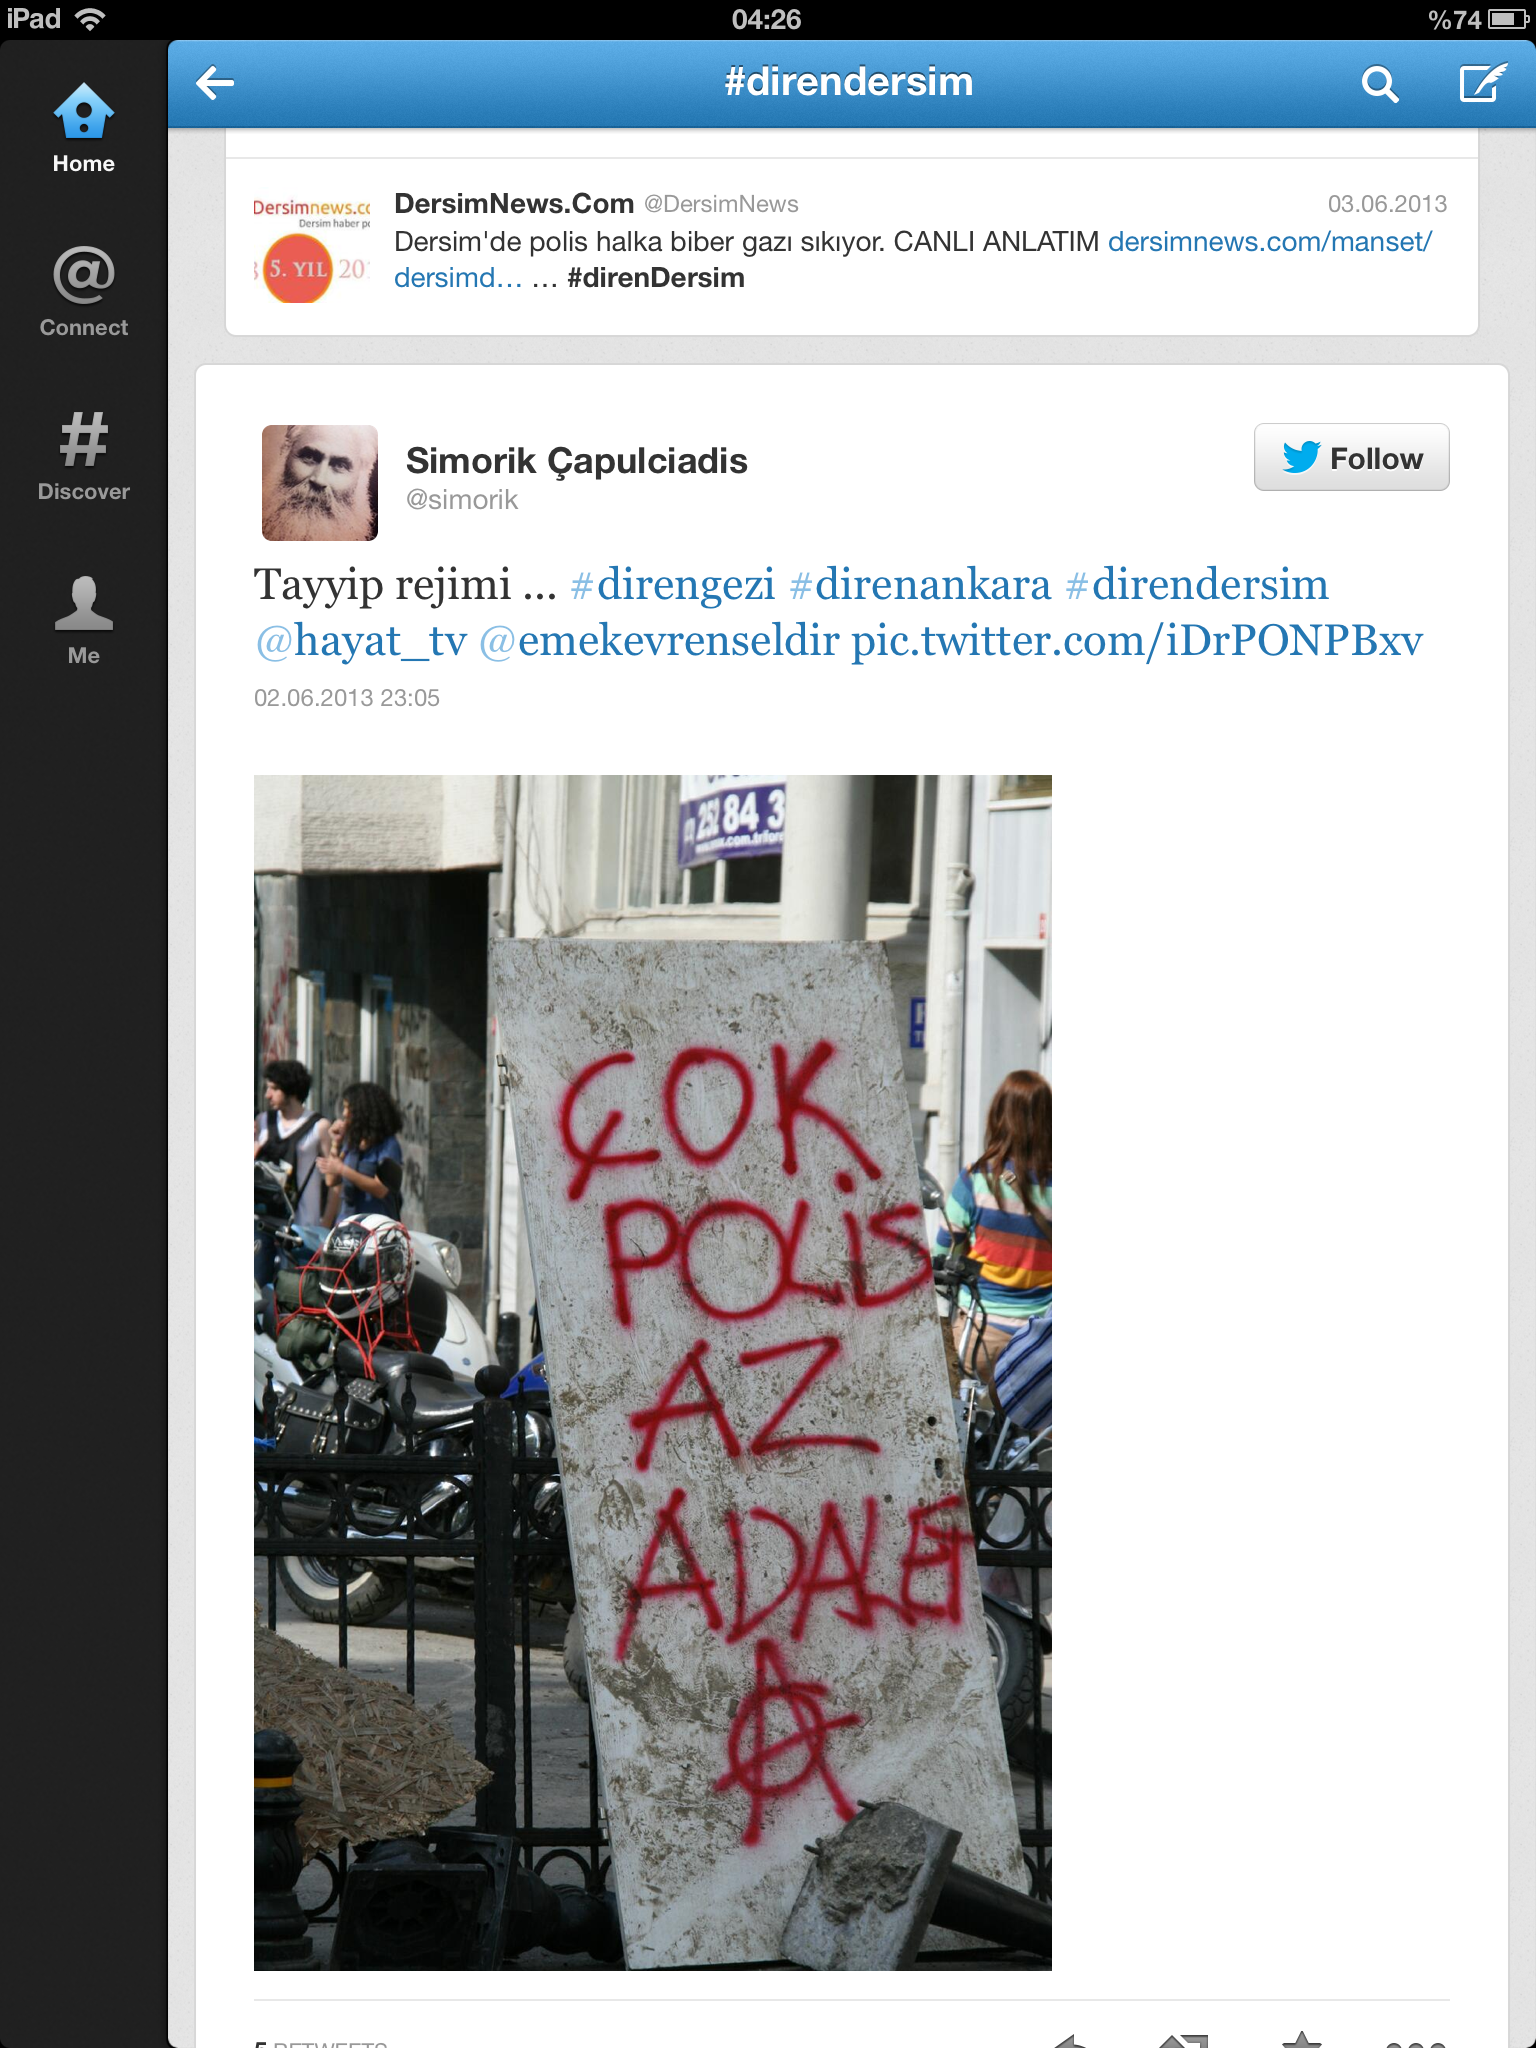 iPad 04:26 %74
#direndersim
Home
Connect
Discover
Me
Dersimnews.co
Dersim haber po
5. YIL 20
DersimNews.Com @DersimNews 03.06.2013
Dersim'de polis halka biber gazı sıkıyor. CANLI ANLATIM dersimnews.com/manset/
dersimd… … #direnDersim
Simorik Çapulciadis
@simorik
Follow
Tayyip rejimi ... #direngezi #direnankara #direndersim
@hayat_tv @emekevrenseldir pic.twitter.com/iDrPONPBxv
02.06.2013 23:05
252 84 3
ÇOK
POLİS
AZ
ADALET
5 RETWEETS